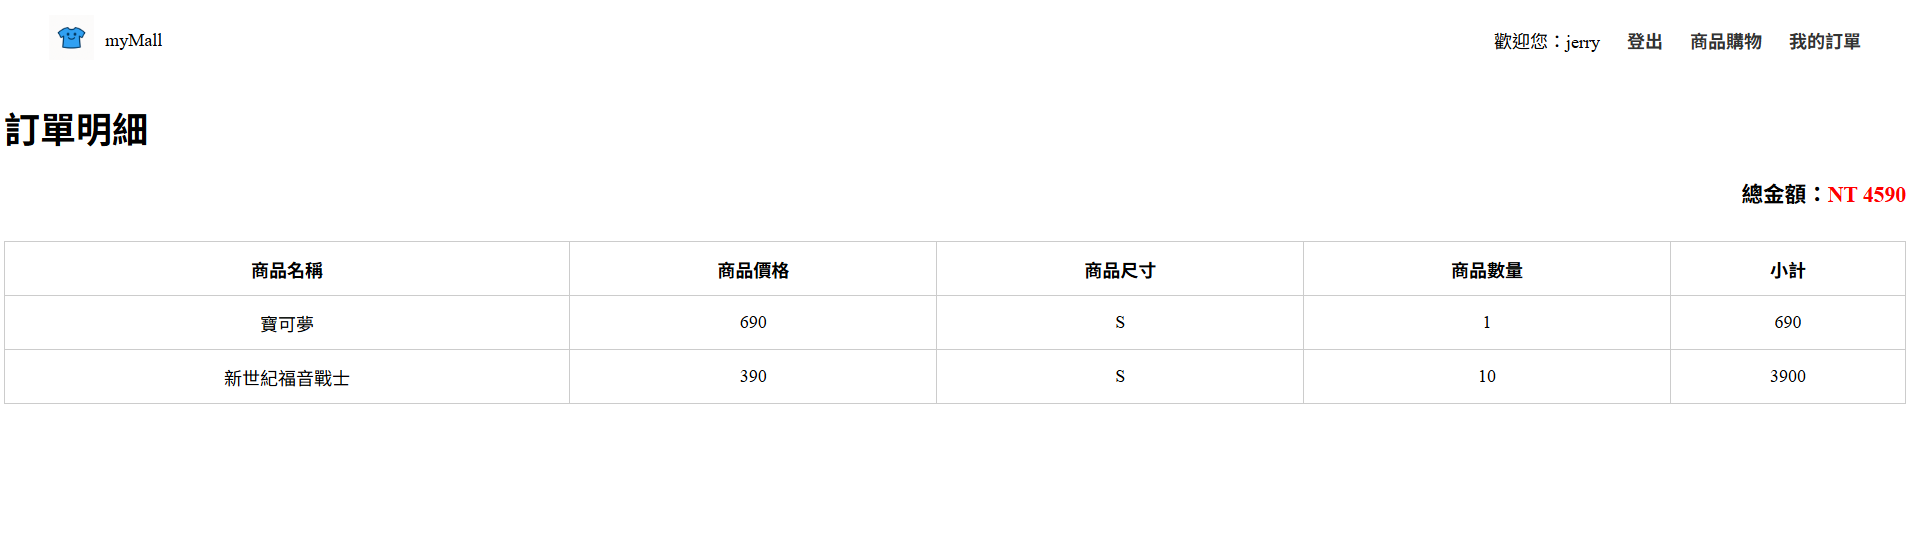 myMall 歡迎您：jerry 登出 商品購物 我的訂單
訂單明細
總金額：NT 4590
商品名稱 商品價格 商品尺寸 商品數量 小計
寶可夢 690 S 1 690
新世紀福音戰士 390 S 10 3900